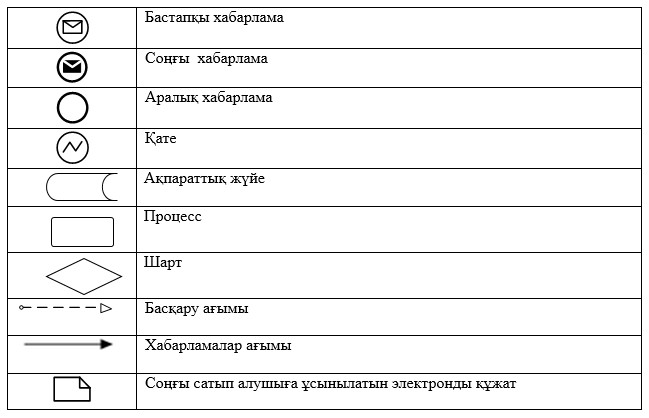 Бастапқы хабарлама
Соңғы  хабарлама
Аралық хабарлама
Қате
Ақпараттық жүйе
Процесс
Шарт
Басқару ағымы
Хабарламалар ағымы
Соңғы сатып алушыға ұсынылатын электронды құжат